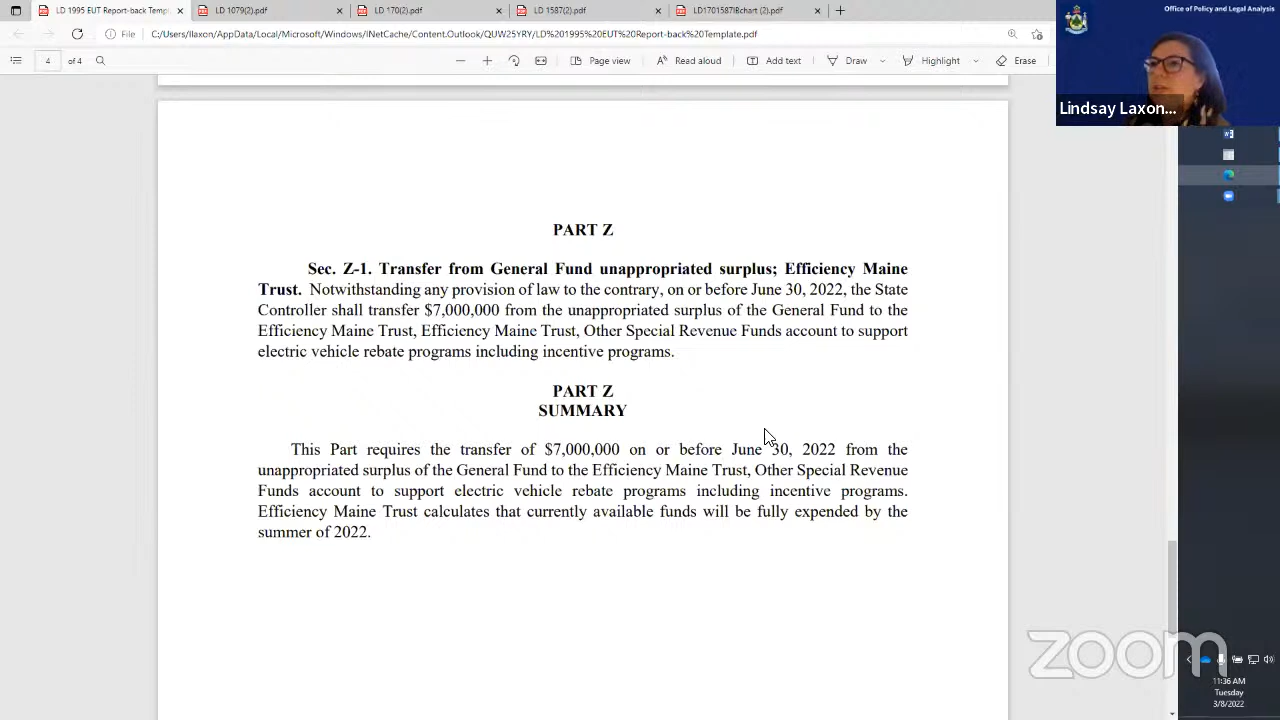 LD 1995 EUT Report-back Temp
LD 1079(2).pdf
LD 170(2).pdf
LD 1587(2).pdf
LD1701587IBchart (2).pdf
File
C:/Users/llaxon/AppData/Local/Microsoft/Windows/INetCache/Content.Outlook/QUW25YRY/LD%201995%20EUT%20Report-back%20Template.pdf
4 of 4
Page view
Read aloud
Add text
Draw
Highlight
Erase
Office of Policy and Legal Analysis
Lindsay Laxon...
PART Z
Sec. Z-1. Transfer from General Fund unappropriated surplus; Efficiency Maine
Trust. Notwithstanding any provision of law to the contrary, on or before June 30, 2022, the State
Controller shall transfer $7,000,000 from the unappropriated surplus of the General Fund to the
Efficiency Maine Trust, Efficiency Maine Trust, Other Special Revenue Funds account to support
electric vehicle rebate programs including incentive programs.
PART Z
SUMMARY
This Part requires the transfer of $7,000,000 on or before June 30, 2022 from the
unappropriated surplus of the General Fund to the Efficiency Maine Trust, Other Special Revenue
Funds account to support electric vehicle rebate programs including incentive programs.
Efficiency Maine Trust calculates that currently available funds will be fully expended by the
summer of 2022.
zoom
11:36 AM
Tuesday
3/8/2022